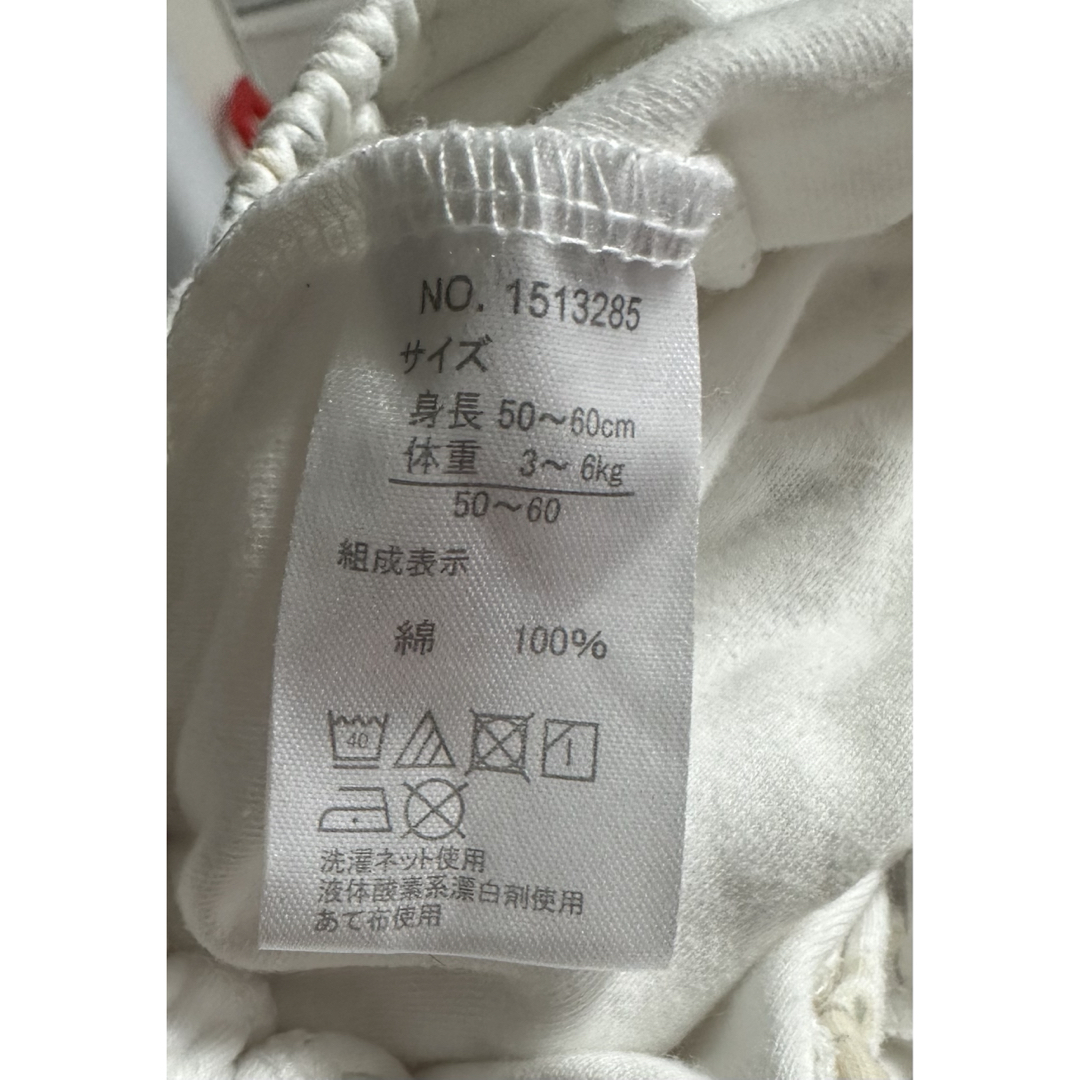 NO. 1513285
サイズ
身長 50～60cm
体重 3～ 6kg
50～60
組成表示
綿 100%
40
洗濯ネット使用
液体酸素系漂白剤使用
あて布使用